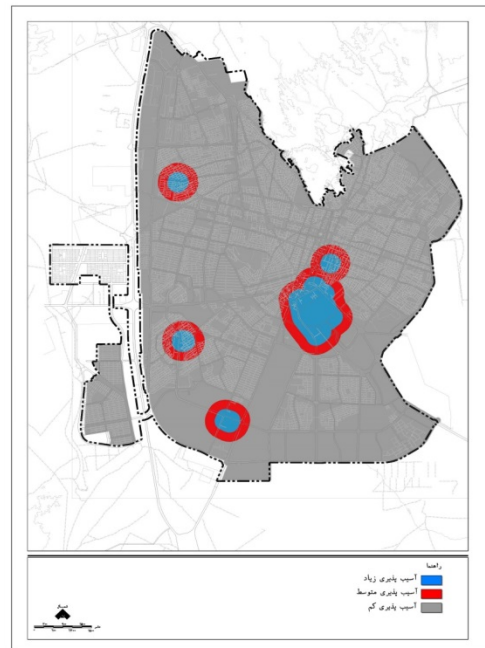 راهنما
آسیب پذیری زیاد
آسیب پذیری متوسط
آسیب پذیری کم